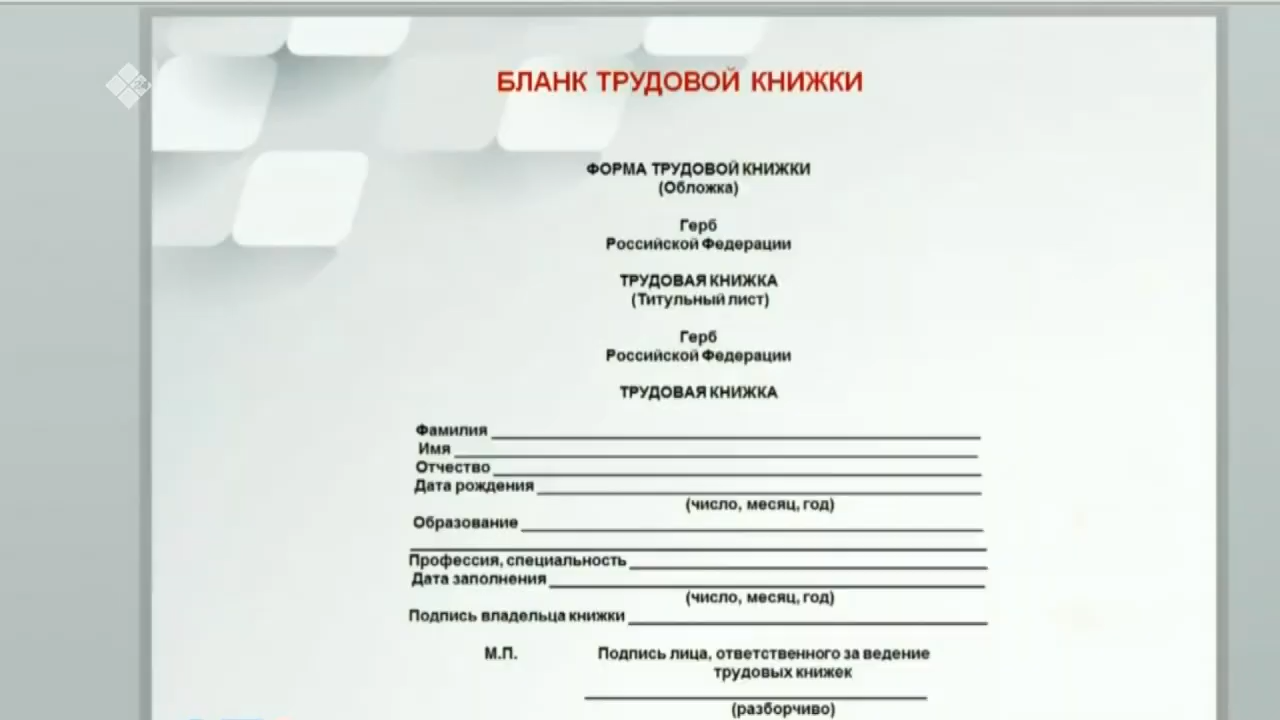 БЛАНК ТРУДОВОЙ КНИЖКИ
ФОРМА ТРУДОВОЙ КНИЖКИ
(Обложка)
Герб
Российской Федерации
ТРУДОВАЯ КНИЖКА
(Титульный лист)
Герб
Российской Федерации
ТРУДОВАЯ КНИЖКА
Фамилия
Имя
Отчество
Дата рождения
(число, месяц, год)
Образование
Профессия, специальность
Дата заполнения
(число, месяц, год)
Подпись владельца книжки
М.П. Подпись лица, ответственного за ведение
трудовых книжек
(разборчиво)